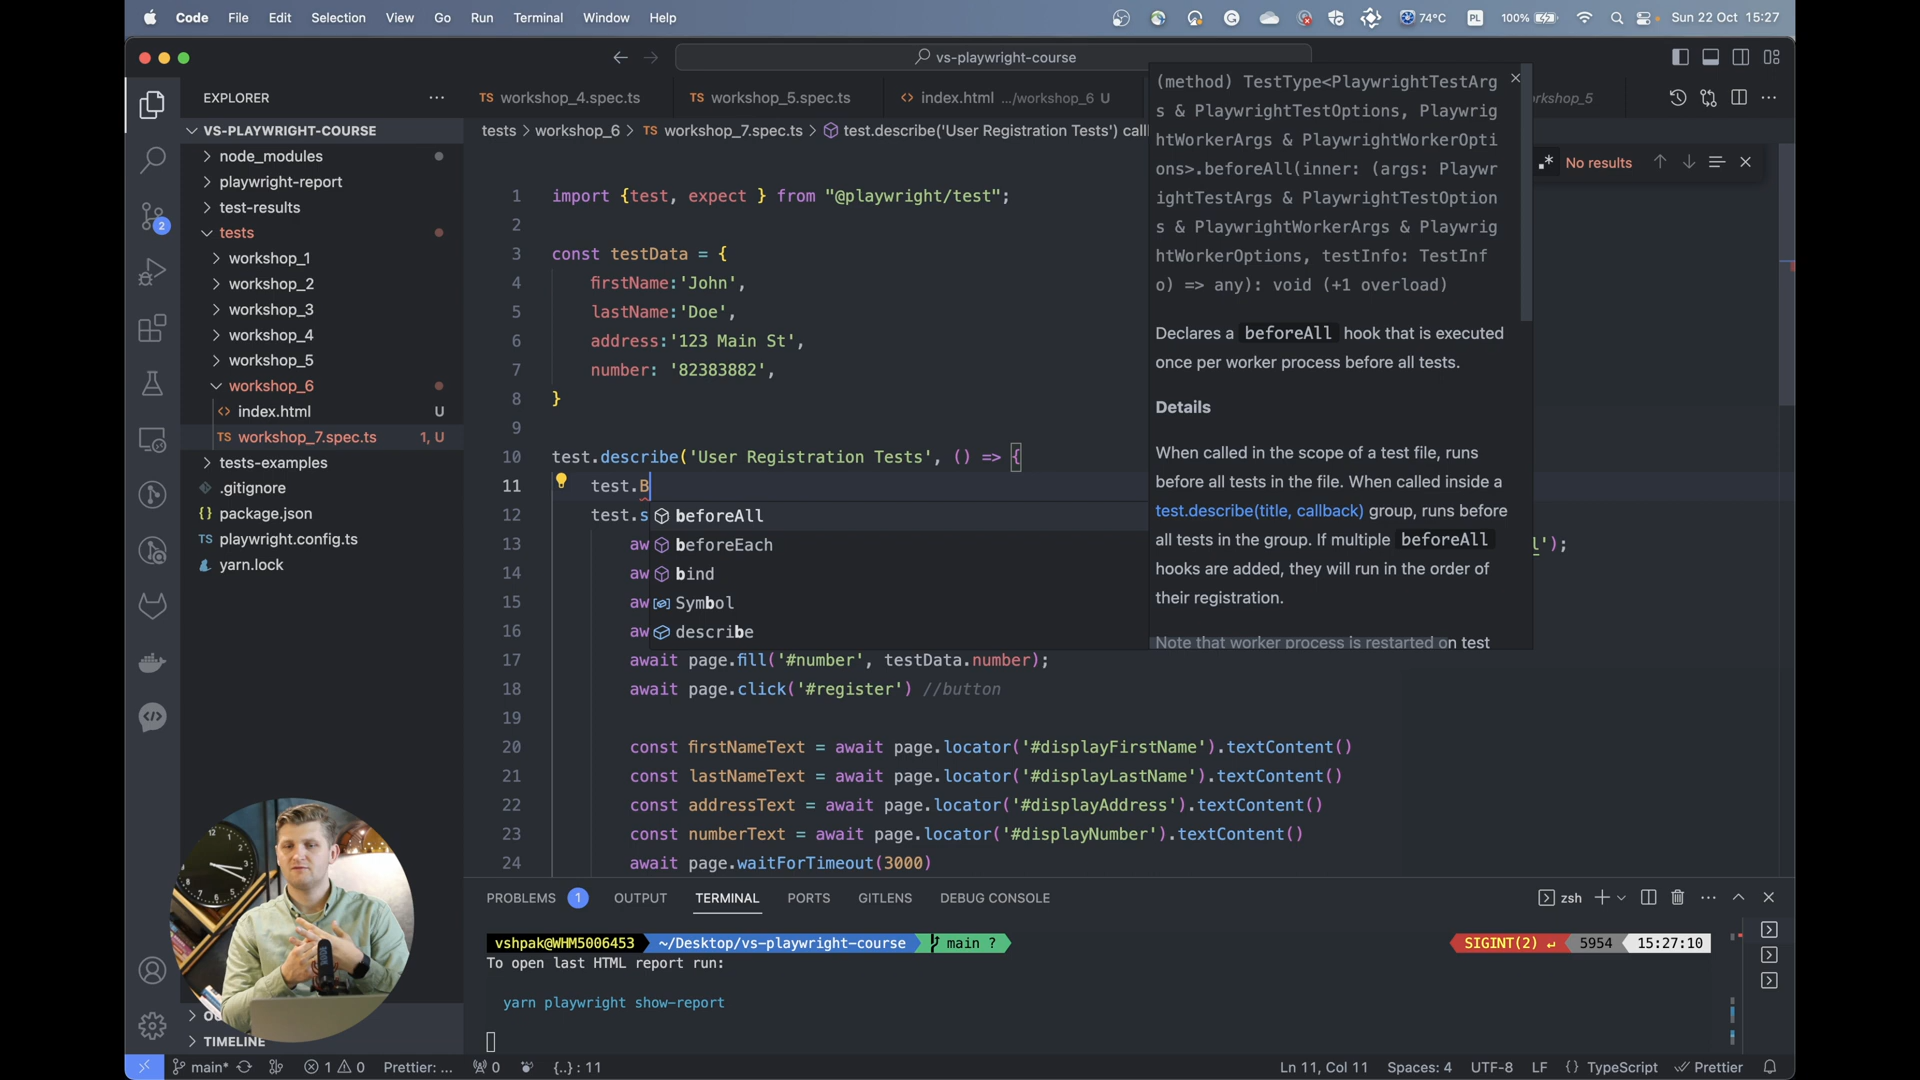 Code File Edit Selection View Go Run Terminal Window Help
74°C PL 100% Sun 22 Oct 15:27
vs-playwright-course
EXPLORER
VS-PLAYWRIGHT-COURSE
node_modules
playwright-report
test-results
tests
workshop_1
workshop_2
workshop_3
workshop_4
workshop_5
workshop_6
index.html U
TS workshop_7.spec.ts 1, U
tests-examples
.gitignore
{} package.json
TS playwright.config.ts
yarn.lock
TIMELINE
2
TS workshop_4.spec.ts TS workshop_5.spec.ts <> index.html .../workshop_6 U rkshop_5
tests > workshop_6 > TS workshop_7.spec.ts > test.describe('User Registration Tests') call
.* No results
1 import {test, expect } from "@playwright/test";
2
3 const testData = {
4 firstName:'John',
5 lastName:'Doe',
6 address:'123 Main St',
7 number: '82383882',
8 }
9
10 test.describe('User Registration Tests', () => {
11 test.B
12 test.s
13 aw l');
14 aw
15 aw
16 aw
17 await page.fill('#number', testData.number);
18 await page.click('#register') //button
19
20 const firstNameText = await page.locator('#displayFirstName').textContent()
21 const lastNameText = await page.locator('#displayLastName').textContent()
22 const addressText = await page.locator('#displayAddress').textContent()
23 const numberText = await page.locator('#displayNumber').textContent()
24 await page.waitForTimeout(3000)
beforeAll
beforeEach
bind
Symbol
describe
(method) TestType<PlaywrightTestArg
s & PlaywrightTestOptions, Playwrig
htWorkerArgs & PlaywrightWorkerOpti
ons>.beforeAll(inner: (args: Playwr
ightTestArgs & PlaywrightTestOption
s & PlaywrightWorkerArgs & Playwrig
htWorkerOptions, testInfo: TestInf
o) => any): void (+1 overload)
Declares a beforeAll hook that is executed
once per worker process before all tests.
Details
When called in the scope of a test file, runs
before all tests in the file. When called inside a
test.describe(title, callback) group, runs before
all tests in the group. If multiple beforeAll
hooks are added, they will run in the order of
their registration.
Note that worker process is restarted on test
PROBLEMS 1 OUTPUT TERMINAL PORTS GITLENS DEBUG CONSOLE zsh
vshpak@WHM5006453 ~/Desktop/vs-playwright-course main ? SIGINT(2) ↵ 5954 15:27:10
To open last HTML report run:
yarn playwright show-report
main* 1 0 Prettier: ... 0 {..} : 11 Ln 11, Col 11 Spaces: 4 UTF-8 LF {} TypeScript Prettier